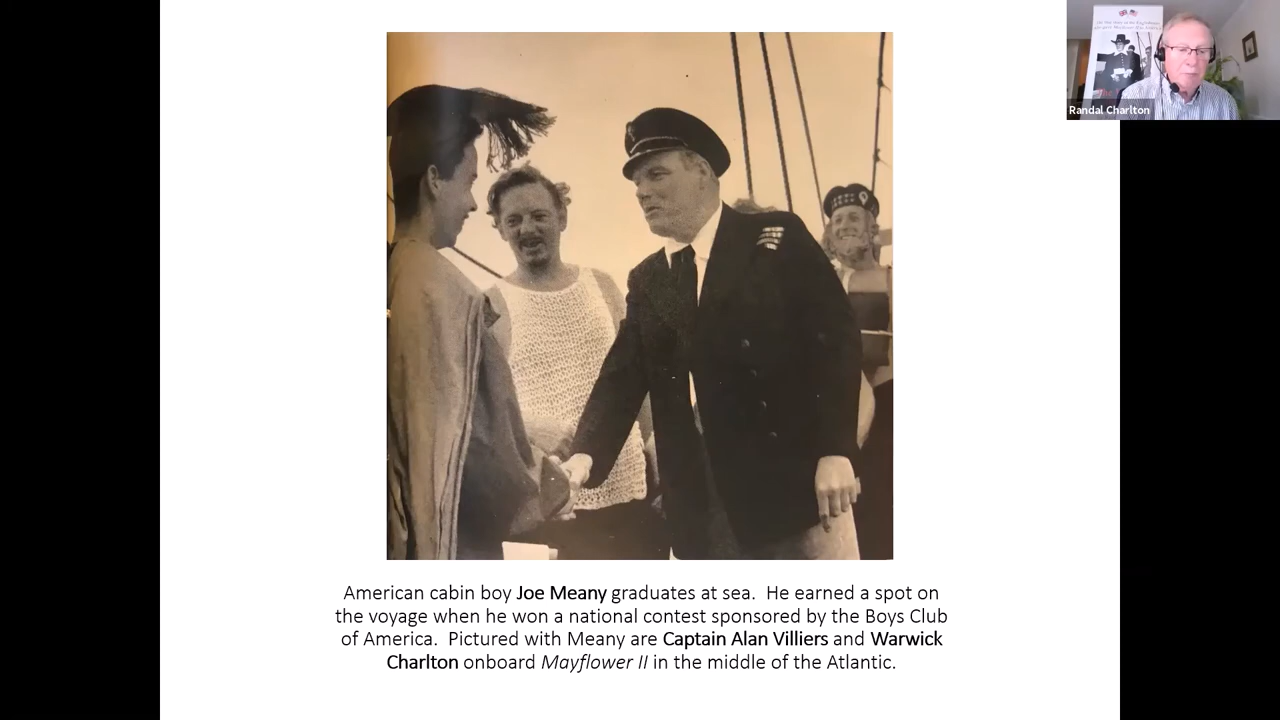 Randal Charlton
American cabin boy Joe Meany graduates at sea.  He earned a spot on
the voyage when he won a national contest sponsored by the Boys Club
of America.  Pictured with Meany are Captain Alan Villiers and Warwick
Charlton onboard Mayflower II in the middle of the Atlantic.